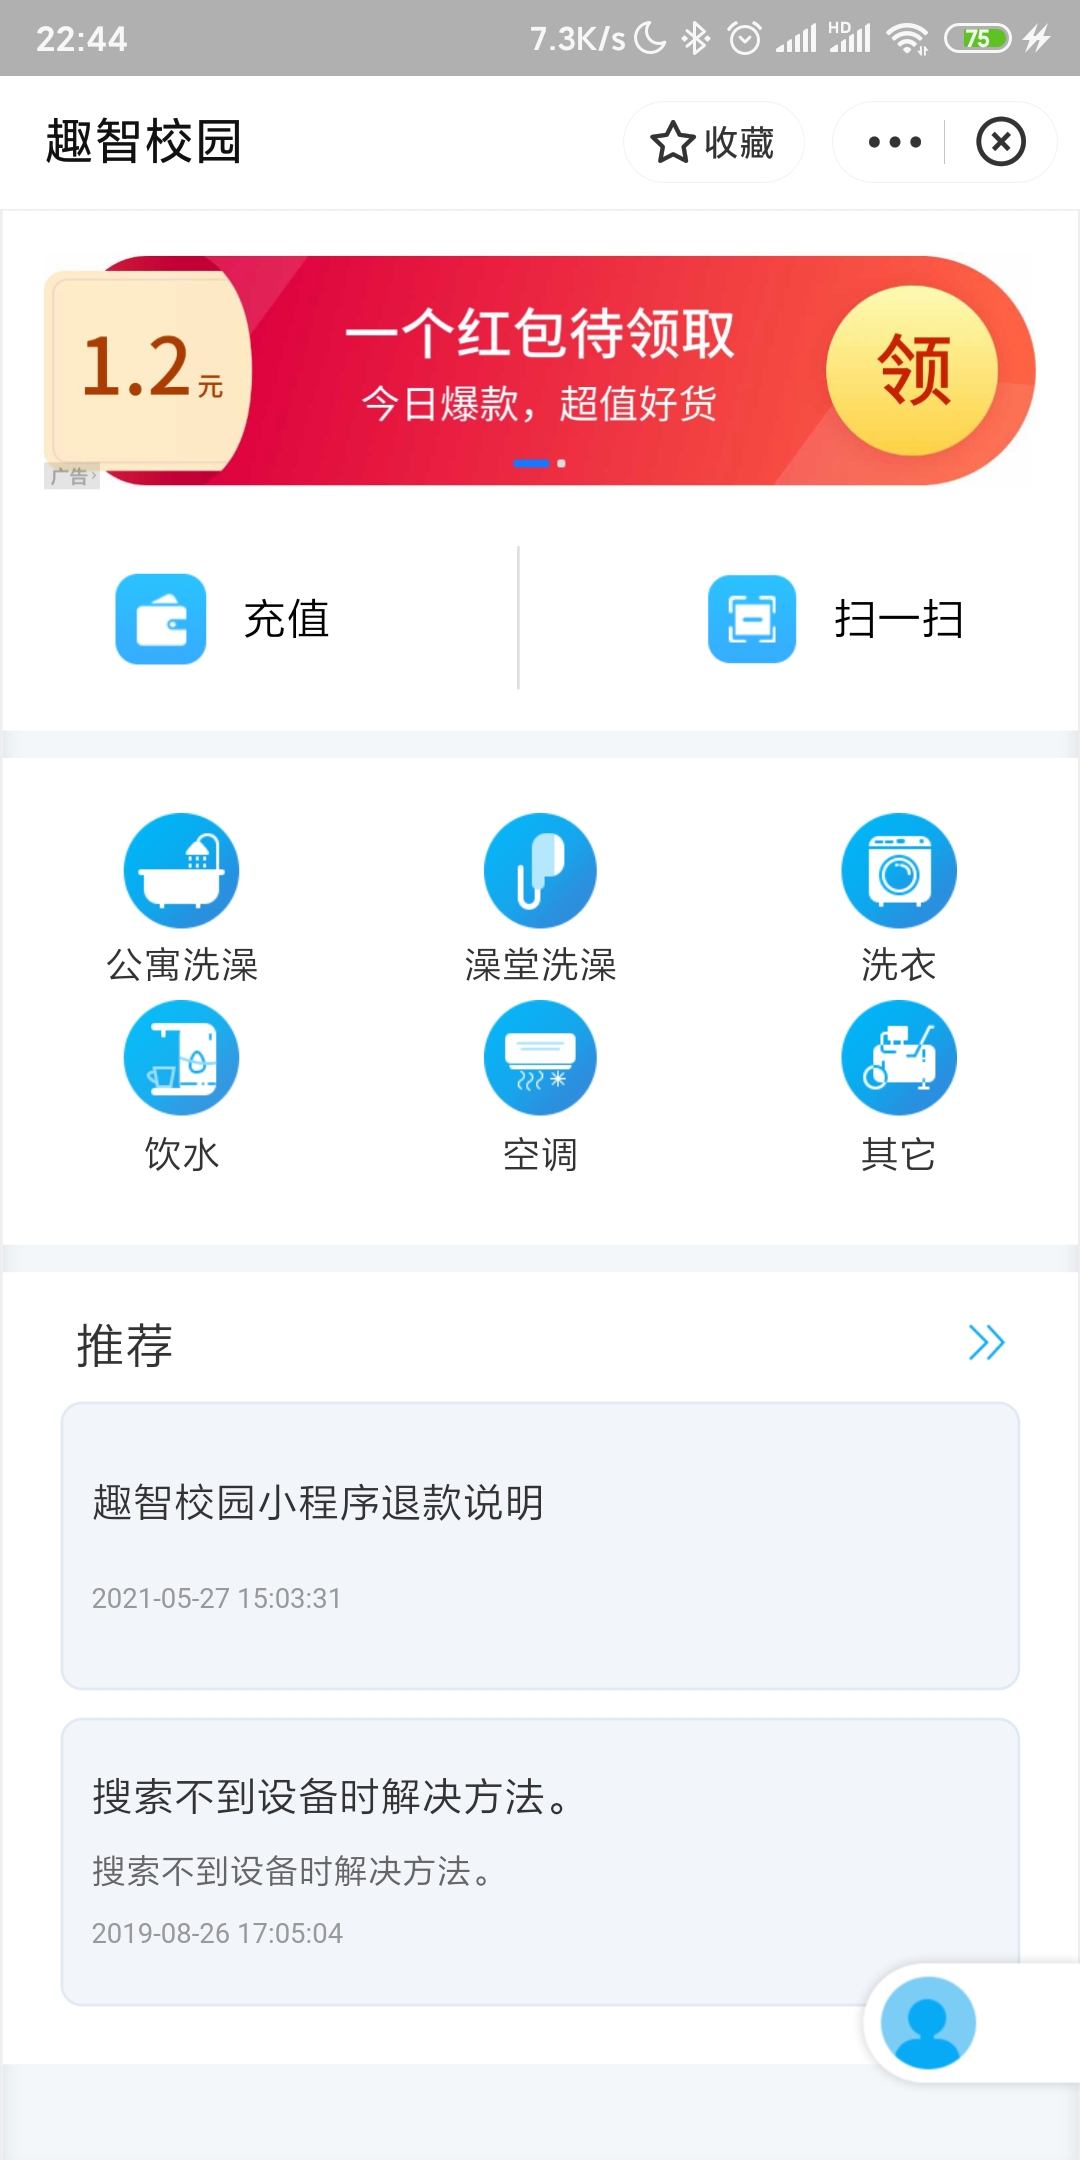 22:44
7.3K/s
HD
75
趣智校园
收藏
1.2元
一个红包待领取
今日爆款，超值好货
领
广告
充值
扫一扫
公寓洗澡
澡堂洗澡
洗衣
饮水
空调
其它
推荐
趣智校园小程序退款说明
2021-05-27 15:03:31
搜索不到设备时解决方法。
搜索不到设备时解决方法。
2019-08-26 17:05:04